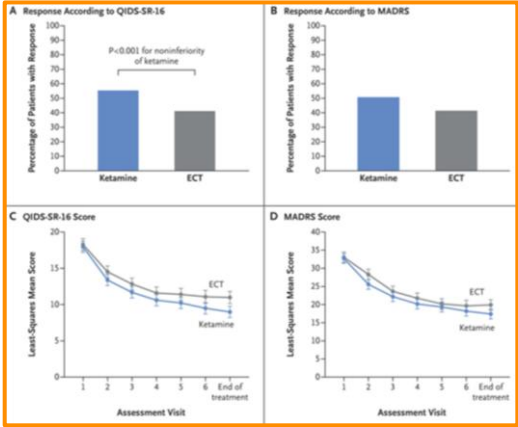 A Response According to QIDS-SR-16
Percentage of Patients with Response
100
90
80
70
60
50
40
30
20
10
0
P<0.001 for noninferiority
of ketamine
Ketamine
ECT
B Response According to MADRS
Percentage of Patients with Response
100
90
80
70
60
50
40
30
20
10
0
Ketamine
ECT
C QIDS-SR-16 Score
Least-Squares Mean Score
20
15
10
5
0
ECT
Ketamine
1 2 3 4 5 6 End of
treatment
Assessment Visit
D MADRS Score
Least-Squares Mean Score
40
35
30
25
20
15
10
5
0
ECT
Ketamine
1 2 3 4 5 6 End of
treatment
Assessment Visit